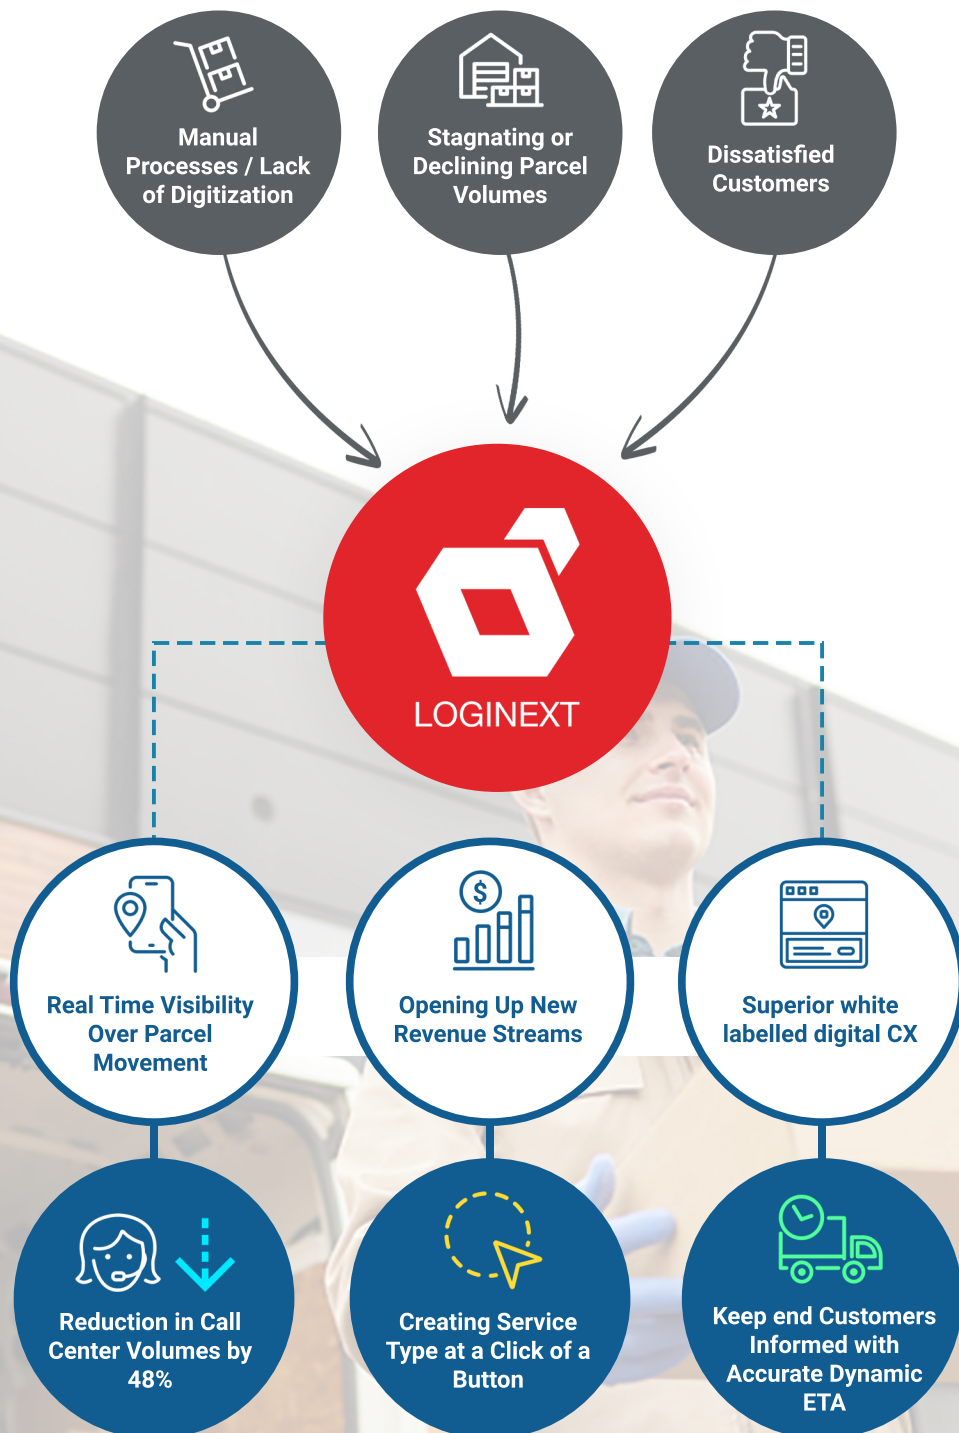 Manual
Processes / Lack
of Digitization
Stagnating or
Declining Parcel
Volumes
Dissatisfied
Customers
LOGINEXT
Real Time Visibility
Over Parcel
Movement
Opening Up New
Revenue Streams
$
Superior white
labelled digital CX
Reduction in Call
Center Volumes by
48%
Creating Service
Type at a Click of a
Button
Keep end Customers
Informed with
Accurate Dynamic
ETA